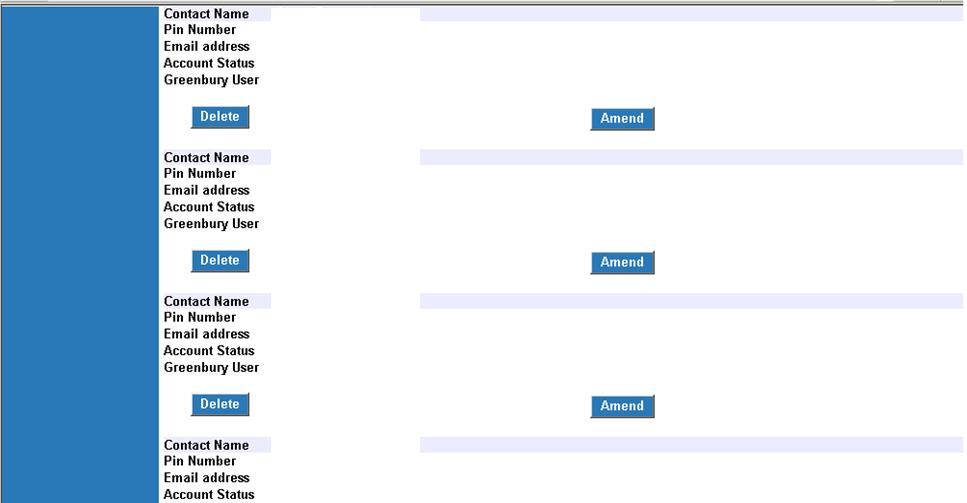 Contact Name
Pin Number
Email address
Account Status
Greenbury User
Delete Amend
Contact Name
Pin Number
Email address
Account Status
Greenbury User
Delete Amend
Contact Name
Pin Number
Email address
Account Status
Greenbury User
Delete Amend
Contact Name
Pin Number
Email address
Account Status